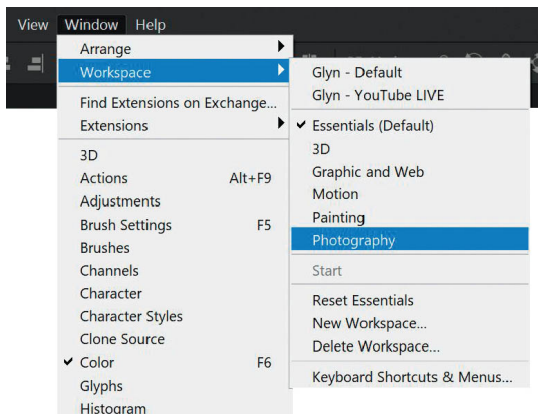 View Window Help
Arrange
Workspace
Find Extensions on Exchange...
Extensions
3D
Actions Alt+F9
Adjustments
Brush Settings F5
Brushes
Channels
Character
Character Styles
Clone Source
Color F6
Glyphs
Histogram
Glyn - Default
Glyn - YouTube LIVE
Essentials (Default)
3D
Graphic and Web
Motion
Painting
Photography
Start
Reset Essentials
New Workspace...
Delete Workspace...
Keyboard Shortcuts & Menus...